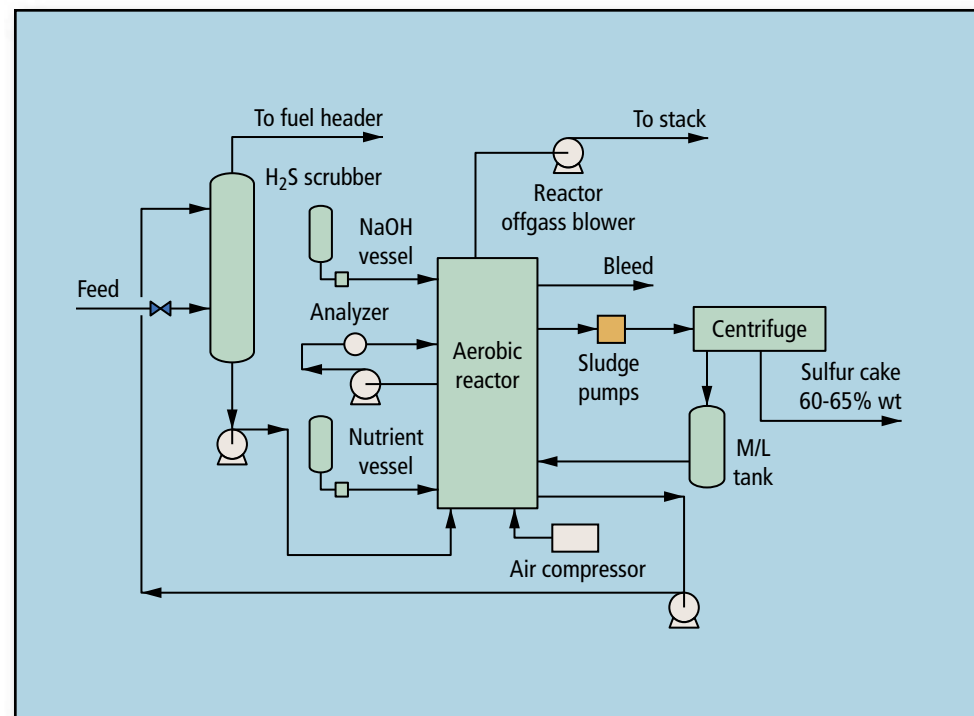 To fuel header
To stack
H₂S scrubber
Reactor
offgass blower
NaOH
vessel
Bleed
Feed
Analyzer
Centrifuge
Aerobic
reactor
Sludge
pumps
Sulfur cake
60-65% wt
Nutrient
vessel
M/L
tank
Air compressor